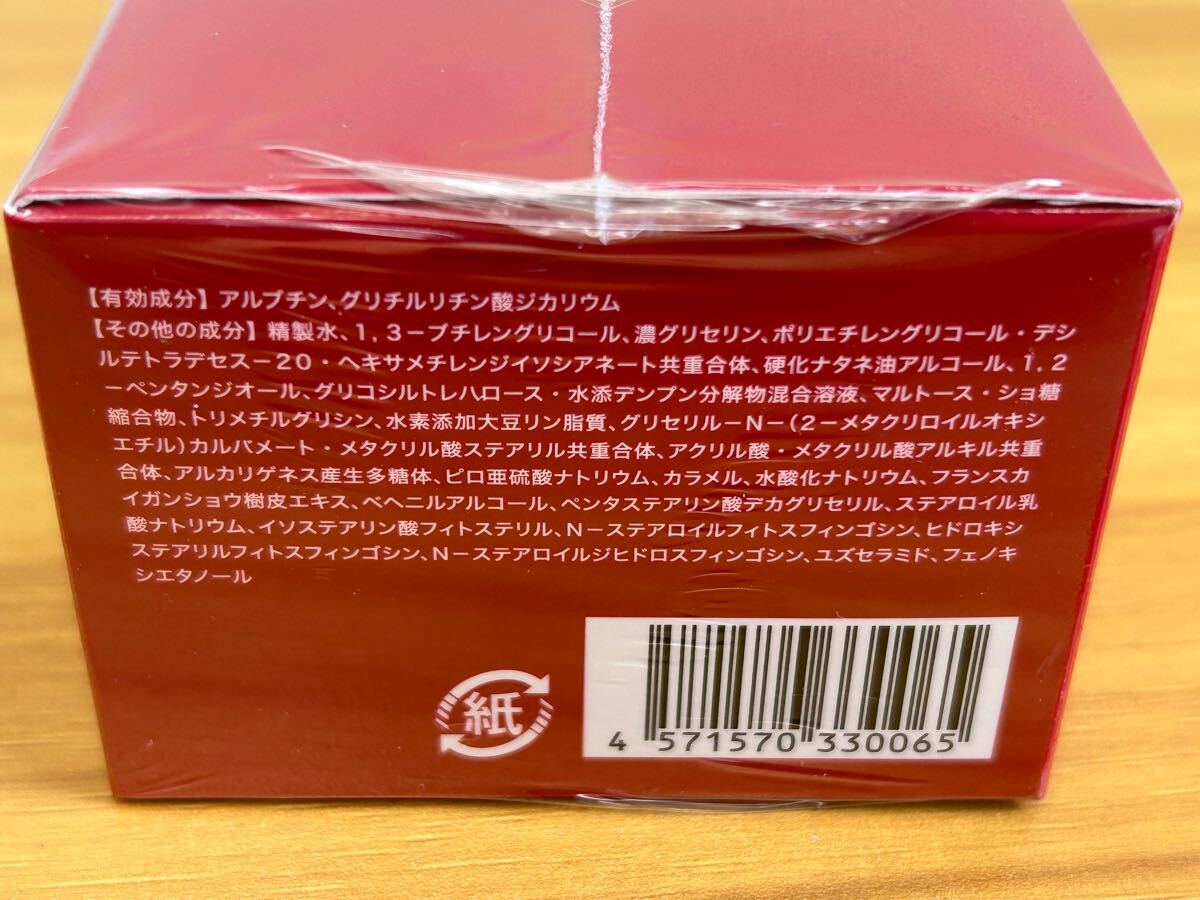 【有効成分】アルブチン、グリチルリチン酸ジカリウム
【その他の成分】精製水、1,3－ブチレングリコール、濃グリセリン、ポリエチレングリコール・デシ
ルテトラデセス－20・ヘキサメチレンジイソシアネート共重合体、硬化ナタネ油アルコール、1,2
－ペンタンジオール、グリコシルトレハロース・水添デンプン分解物混合溶液、マルトース・ショ糖
縮合物、トリメチルグリシン、水素添加大豆リン脂質、グリセリル－N－(2－メタクリロイルオキシ
エチル)カルバメート・メタクリル酸ステアリル共重合体、アクリル酸・メタクリル酸アルキル共重
合体、アルカリゲネス産生多糖体、ピロ亜硫酸ナトリウム、カラメル、水酸化ナトリウム、フランスカ
イガンショウ樹皮エキス、ベヘニルアルコール、ペンタステアリン酸デカグリセリル、ステアロイル乳
酸ナトリウム、イソステアリン酸フィトステリル、N－ステアロイルフィトスフィンゴシン、ヒドロキシ
ステアリルフィトスフィンゴシン、N－ステアロイルジヒドロスフィンゴシン、ユズセラミド、フェノキ
シエタノール
紙
4 571570 330065